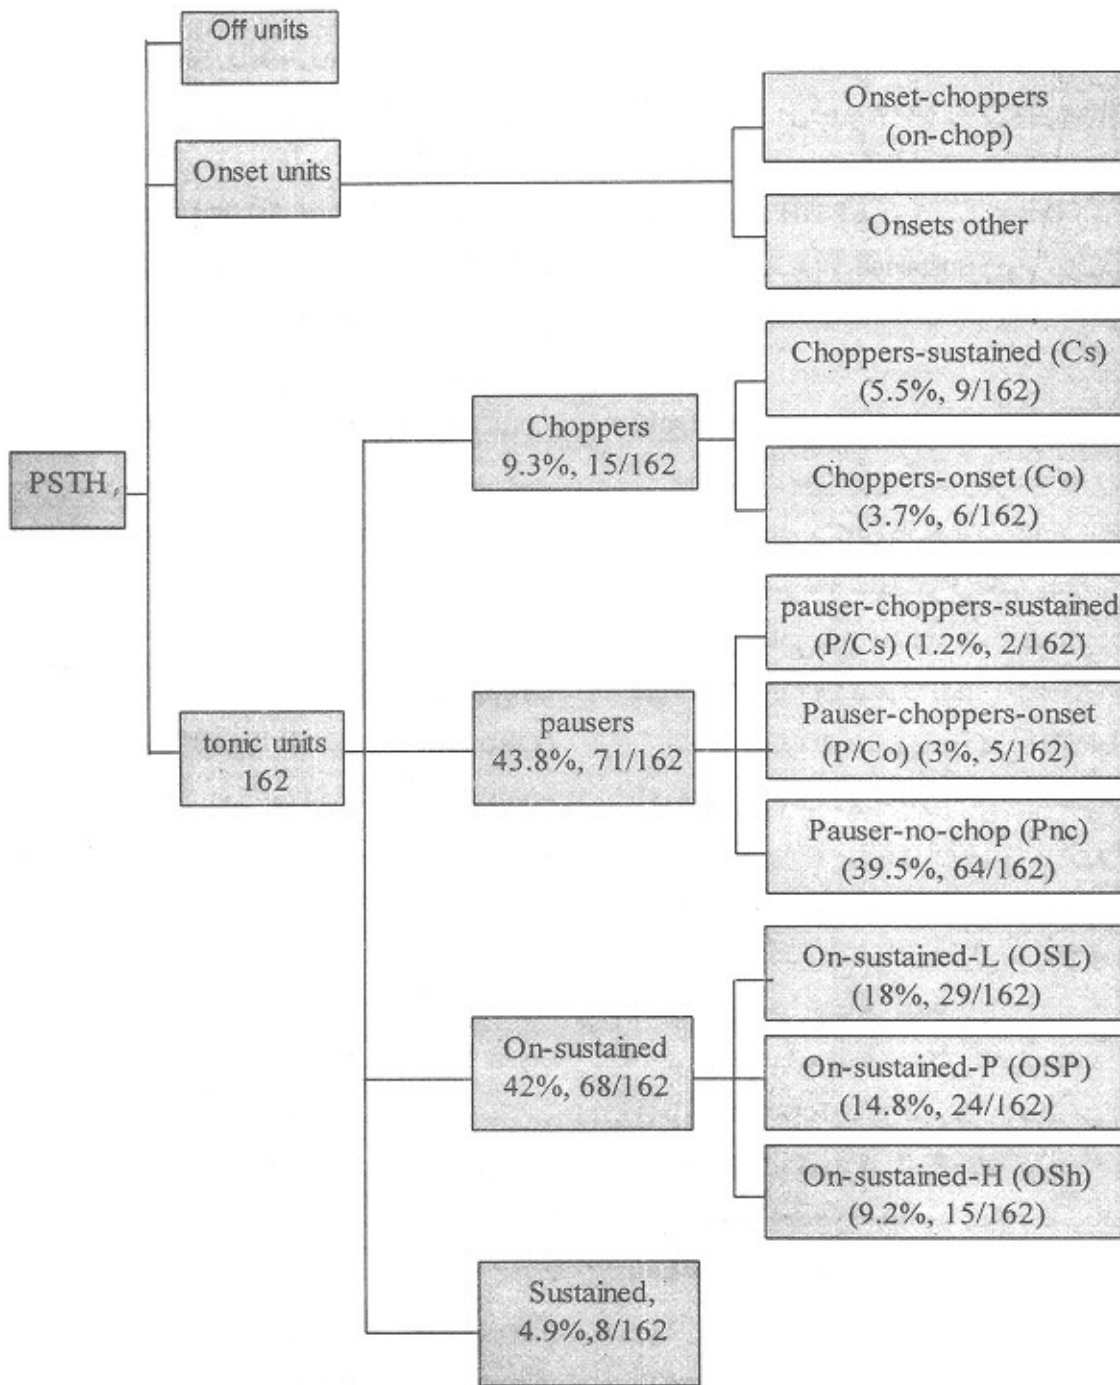 Off units
Onset units
Onset-choppers
(on-chop)
Onsets other
PSTH,
tonic units
162
Choppers
9.3%, 15/162
Choppers-sustained (Cs)
(5.5%, 9/162)
Choppers-onset (Co)
(3.7%, 6/162)
pausers
43.8%, 71/162
pauser-choppers-sustained
(P/Cs) (1.2%, 2/162)
Pauser-choppers-onset
(P/Co) (3%, 5/162)
Pauser-no-chop (Pnc)
(39.5%, 64/162)
On-sustained
42%, 68/162
On-sustained-L (OSL)
(18%, 29/162)
On-sustained-P (OSP)
(14.8%, 24/162)
On-sustained-H (OSh)
(9.2%, 15/162)
Sustained,
4.9%,8/162